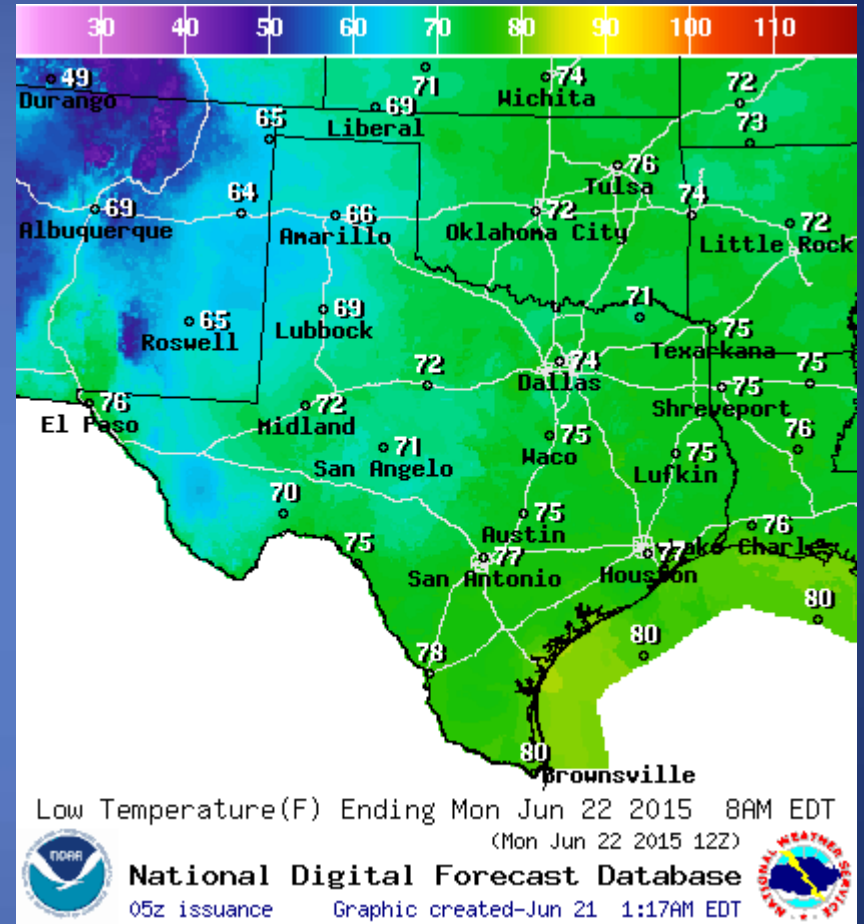 30 40 50 60 70 80 90 100 110
49
Durango
71
74
Wichita
72
69
Liberal
65
73
76
Tulsa
69
Albuquerque
64
66
Amarillo
72
Oklahoma City
74
72
Little Rock
65
Roswell
69
Lubbock
71
75
Texarkana
72
74
Dallas
75
75
Shreveport
76
El Paso
72
Midland
71
San Angelo
75
Waco
75
Lufkin
76
70
75
Austin
76
Lake Charles
75
77
San Antonio
77
Houston
78
80
80
80
Brownsville
Low Temperature(F) Ending Mon Jun 22 2015 8AM EDT
(Mon Jun 22 2015 12Z)
NOAA
National Digital Forecast Database
05z issuance Graphic created-Jun 21 1:17AM EDT
NATIONAL WEATHER SERVICE